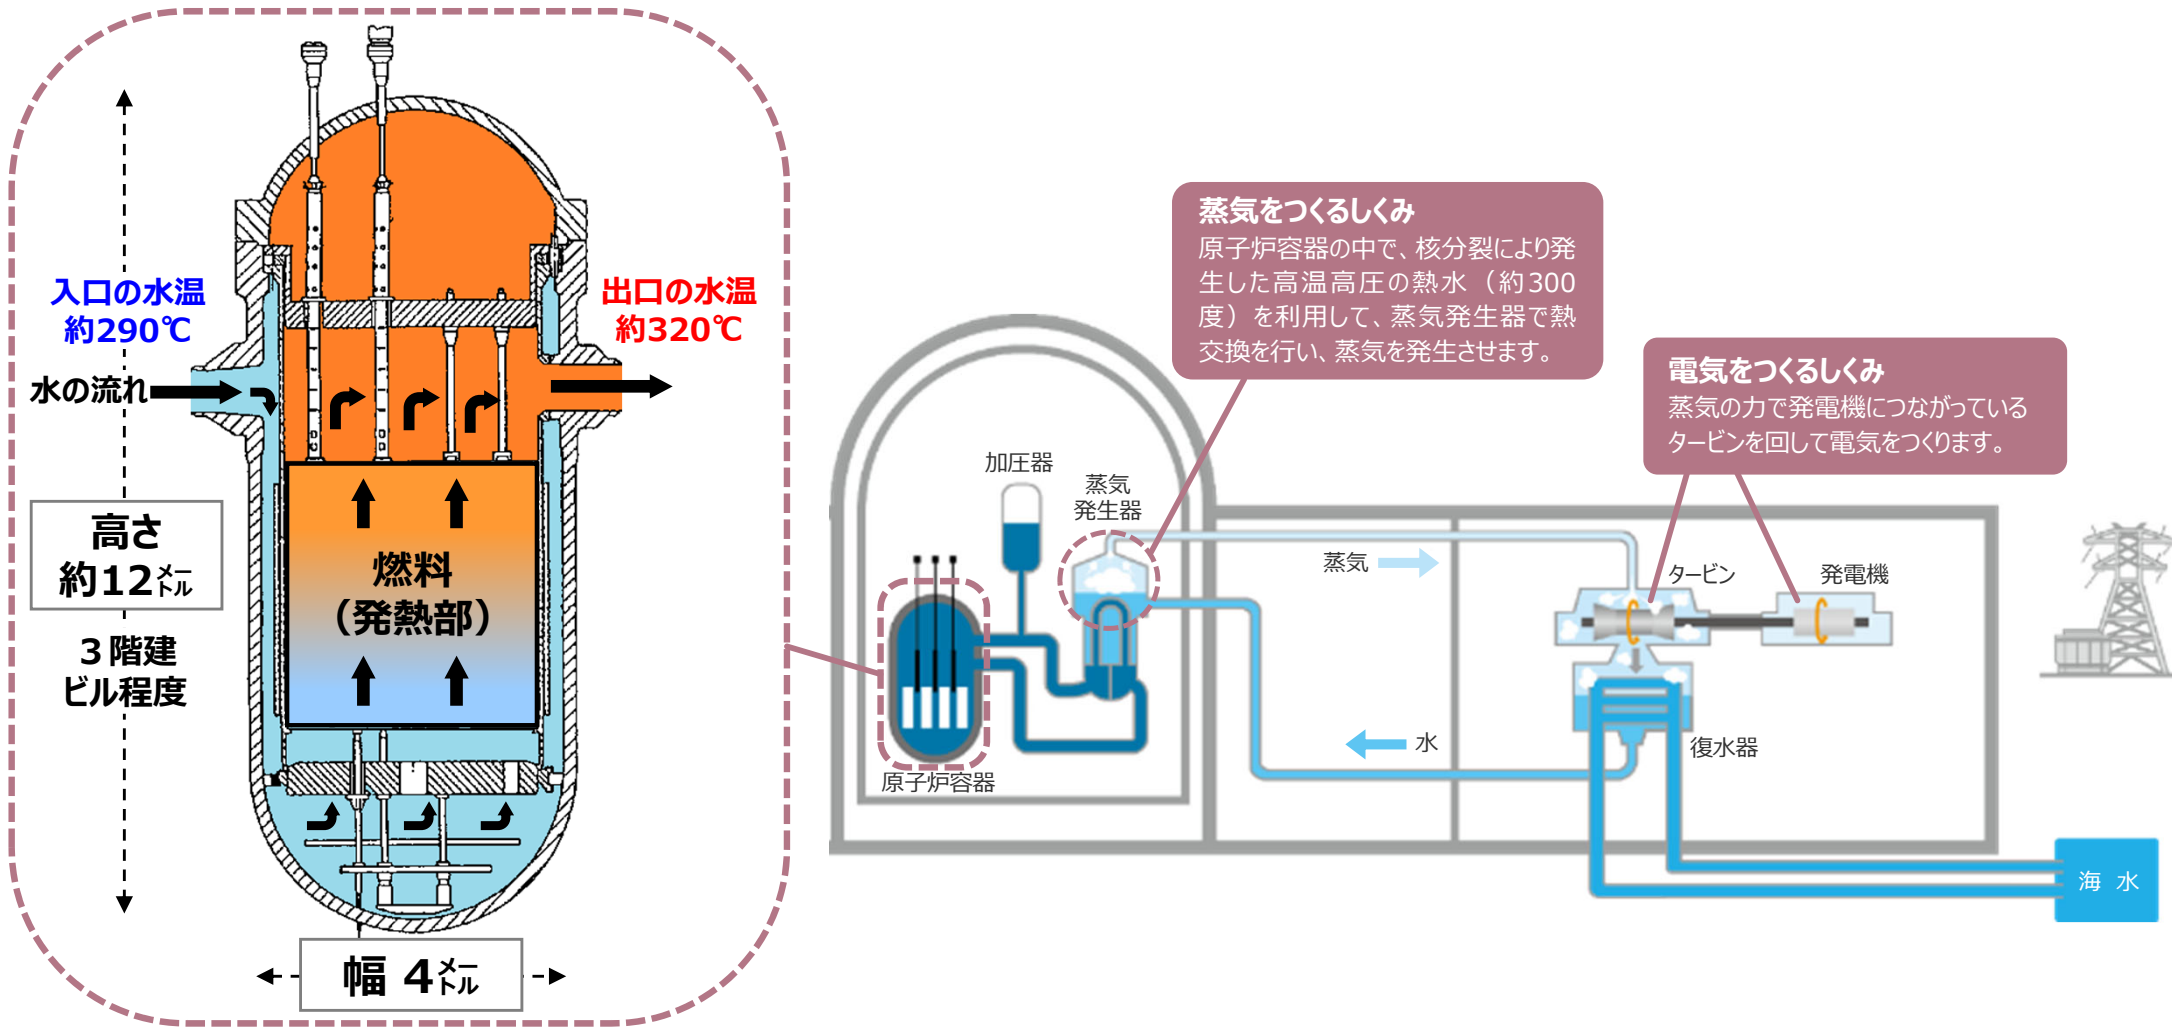 入口の水温
約290℃
出口の水温
約320℃
水の流れ
高さ
約12メートル
３階建
ビル程度
燃料
（発熱部）
幅 4メートル
蒸気をつくるしくみ
原子炉容器の中で、核分裂により発
生した高温高圧の熱水（約300
度）を利用して、蒸気発生器で熱
交換を行い、蒸気を発生させます。
電気をつくるしくみ
蒸気の力で発電機につながっている
タービンを回して電気をつくります。
加圧器
蒸気
発生器
蒸気
タービン
発電機
水
復水器
原子炉容器
海 水